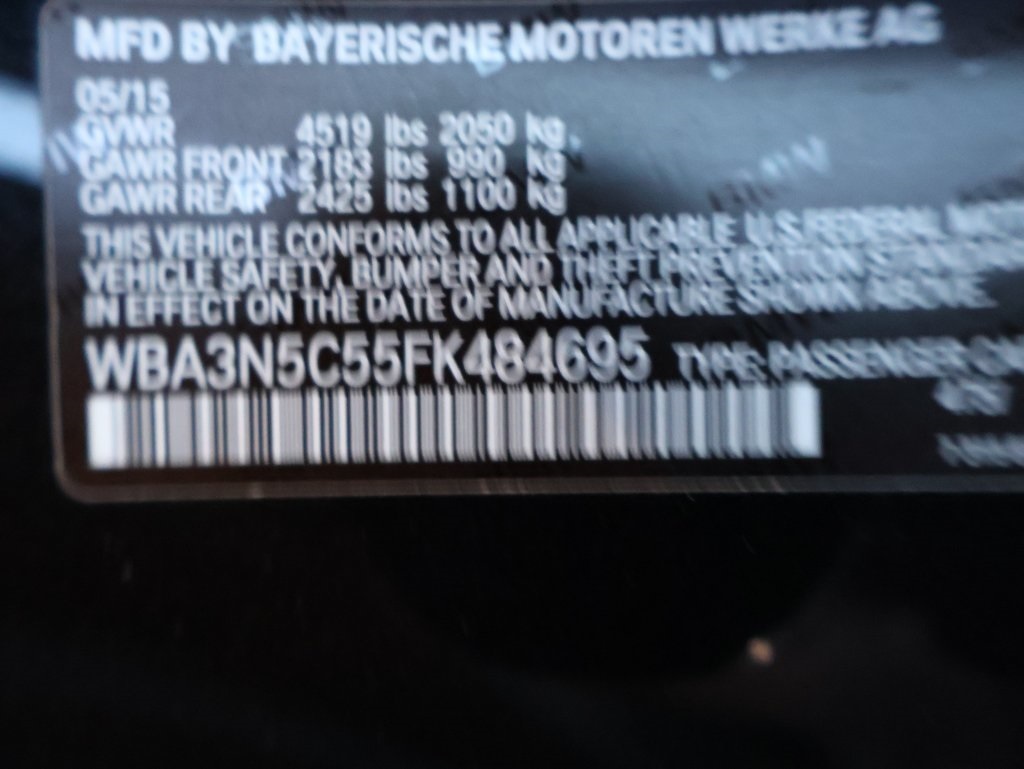 MFD BY BAYERISCHE MOTOREN WERKE AG
05/15
GVWR 4519 lbs 2050 kg
GAWR FRONT 2183 lbs 990 kg
GAWR REAR 2425 lbs 1100 kg
THIS VEHICLE CONFORMS TO ALL APPLICABLE U.S. FEDERAL MOTO
VEHICLE SAFETY, BUMPER AND THEFT PREVENTION STANDARD
IN EFFECT ON THE DATE OF MANUFACTURE SHOWN ABOVE.
WBA3N5C55FK484695 TYPE: PASSENGER